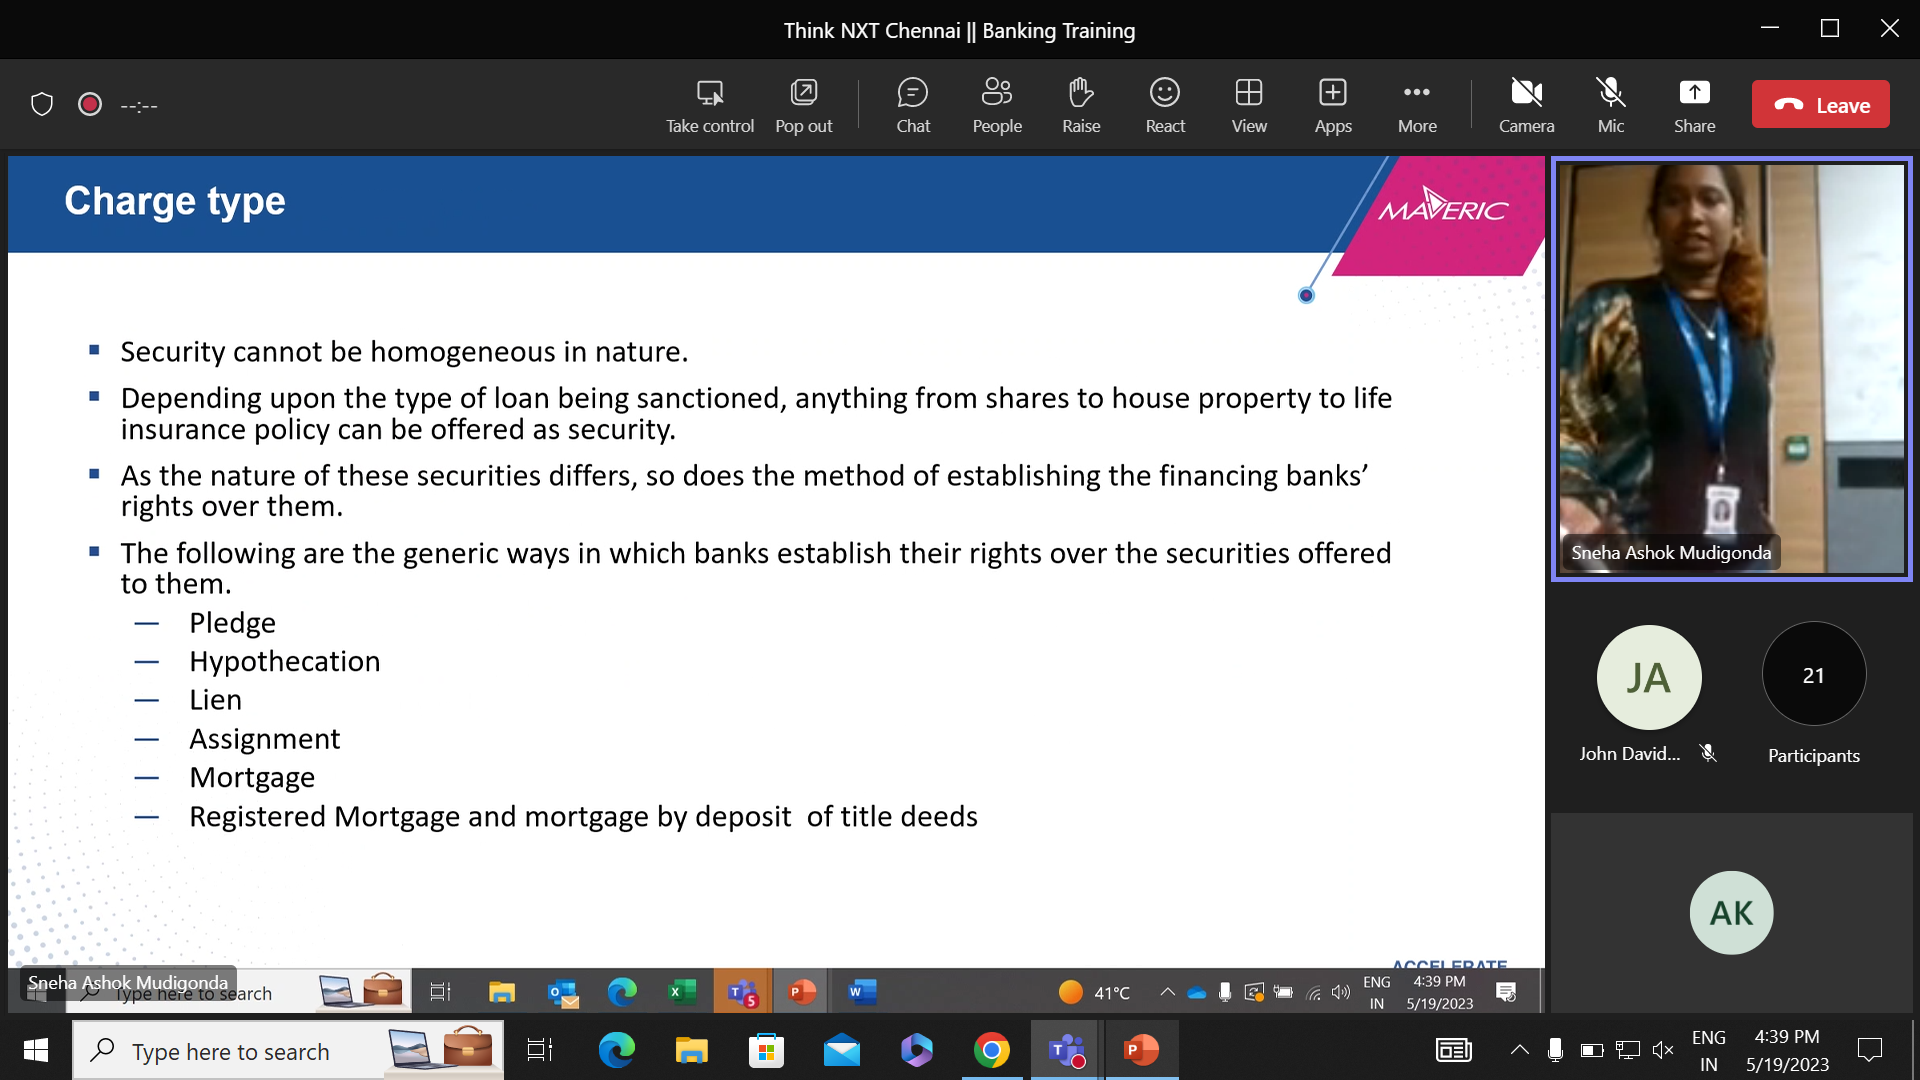 Think NXT Chennai || Banking Training
--:--
Take control
Pop out
Chat
People
Raise
React
View
Apps
More
Camera
Mic
Share
Leave
Charge type
MAVERIC
Security cannot be homogeneous in nature.
Depending upon the type of loan being sanctioned, anything from shares to house property to life
insurance policy can be offered as security.
As the nature of these securities differs, so does the method of establishing the financing banks’
rights over them.
The following are the generic ways in which banks establish their rights over the securities offered
to them.
— Pledge
— Hypothecation
— Lien
— Assignment
— Mortgage
— Registered Mortgage and mortgage by deposit of title deeds
ACCELERATE
Sneha Ashok Mudigonda
JA
John David...
21
Participants
AK
Sneha Ashok Mudigonda
Type here to search
5
41°C
ENG
IN
4:39 PM
5/19/2023
Type here to search
ENG
IN
4:39 PM
5/19/2023